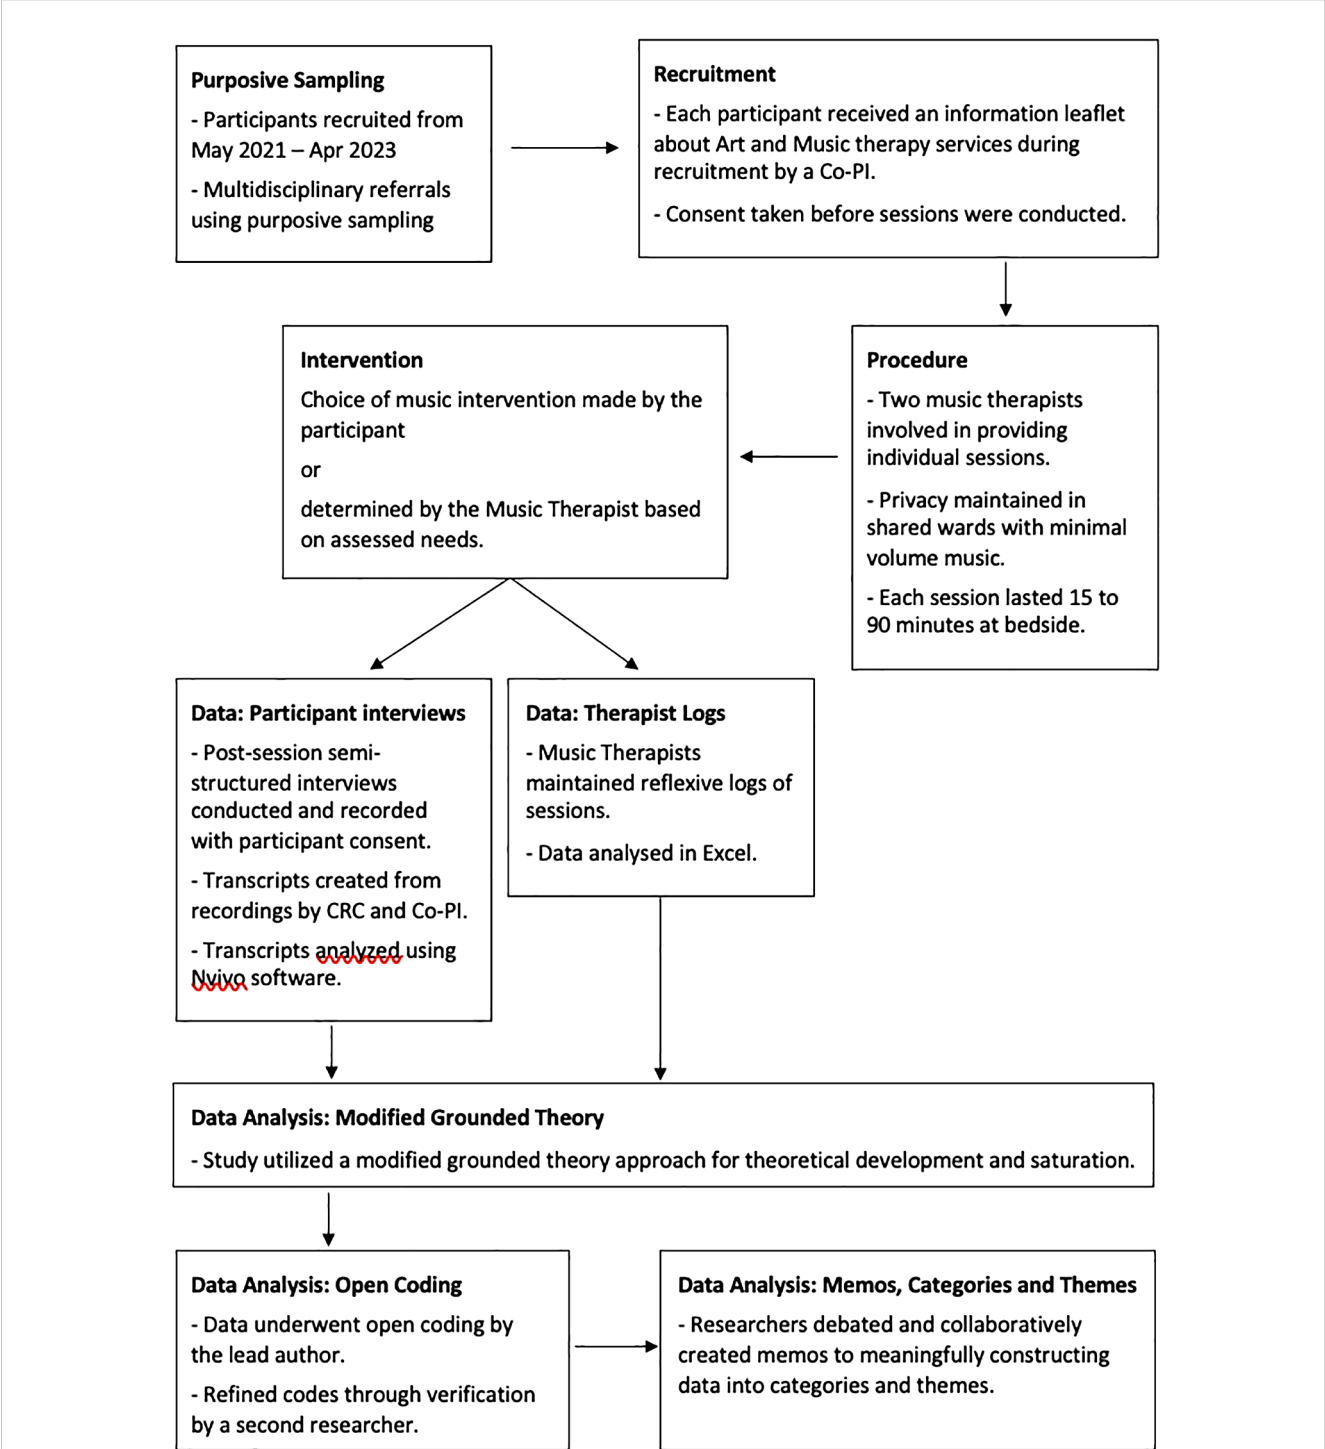 Purposive Sampling
- Participants recruited from
May 2021 – Apr 2023
- Multidisciplinary referrals
using purposive sampling
Recruitment
- Each participant received an information leaflet
about Art and Music therapy services during
recruitment by a Co-PI.
- Consent taken before sessions were conducted.
Procedure
- Two music therapists
involved in providing
individual sessions.
- Privacy maintained in
shared wards with minimal
volume music.
- Each session lasted 15 to
90 minutes at bedside.
Intervention
Choice of music intervention made by the
participant
or
determined by the Music Therapist based
on assessed needs.
Data: Participant interviews
- Post-session semi-
structured interviews
conducted and recorded
with participant consent.
- Transcripts created from
recordings by CRC and Co-PI.
- Transcripts analyzed using
Nvivo software.
Data: Therapist Logs
- Music Therapists
maintained reflexive logs of
sessions.
- Data analysed in Excel.
Data Analysis: Modified Grounded Theory
- Study utilized a modified grounded theory approach for theoretical development and saturation.
Data Analysis: Open Coding
- Data underwent open coding by
the lead author.
- Refined codes through verification
by a second researcher.
Data Analysis: Memos, Categories and Themes
- Researchers debated and collaboratively
created memos to meaningfully constructing
data into categories and themes.